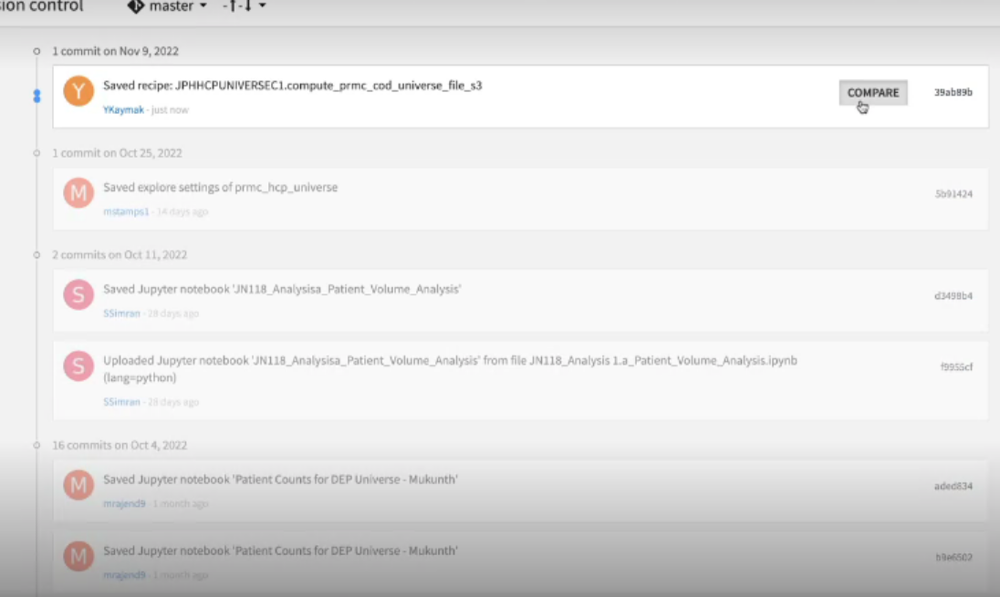 sion control
master
1 commit on Nov 9, 2022
Y
Saved recipe: JPHHCPUNIVERSEC1.compute_prmc_cod_universe_file_s3
COMPARE
39ab89b
YKaymak - just now
1 commit on Oct 25, 2022
M
Saved explore settings of prmc_hcp_universe
5b91424
mstamps1 - 14 days ago
2 commits on Oct 11, 2022
S
Saved Jupyter notebook 'JN118_Analysisa_Patient_Volume_Analysis'
d3498b4
SSimran - 28 days ago
S
Uploaded Jupyter notebook 'JN118_Analysisa_Patient_Volume_Analysis' from file JN118_Analysis 1.a_Patient_Volume_Analysis.ipynb
(lang=python)
f9955cf
SSimran - 28 days ago
16 commits on Oct 4, 2022
M
Saved Jupyter notebook 'Patient Counts for DEP Universe - Mukunth'
aded834
mrajend9 - 1 month ago
M
Saved Jupyter notebook 'Patient Counts for DEP Universe - Mukunth'
b9e6502
mrajend9 - 1 month ago